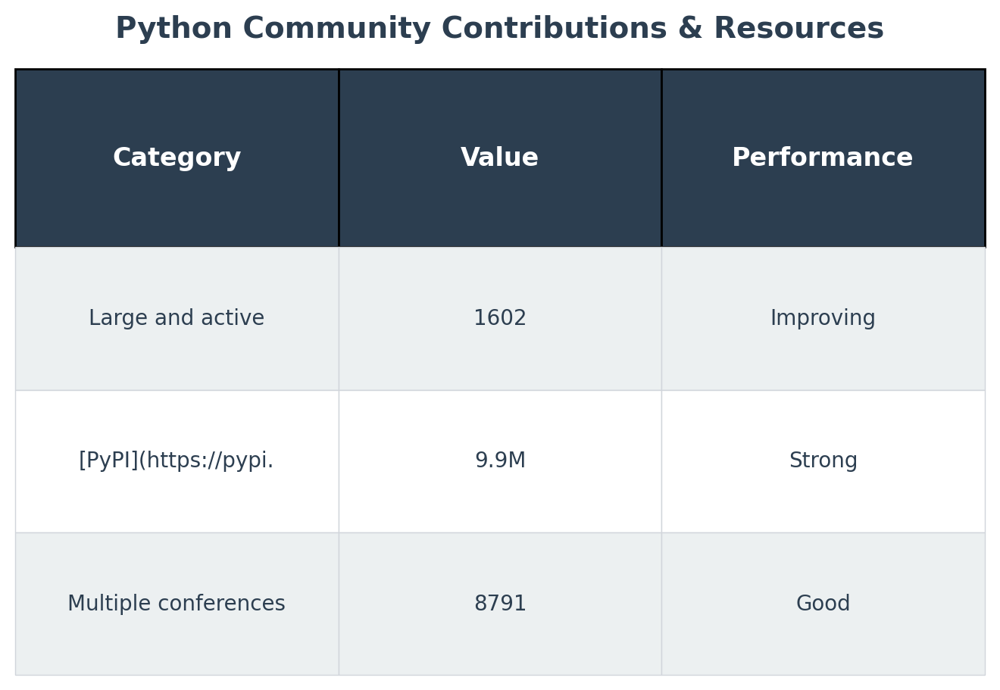 Python Community Contributions & Resources
Category Value Performance
Large and active 1602 Improving
[PyPI](https://pypi. 9.9M Strong
Multiple conferences 8791 Good